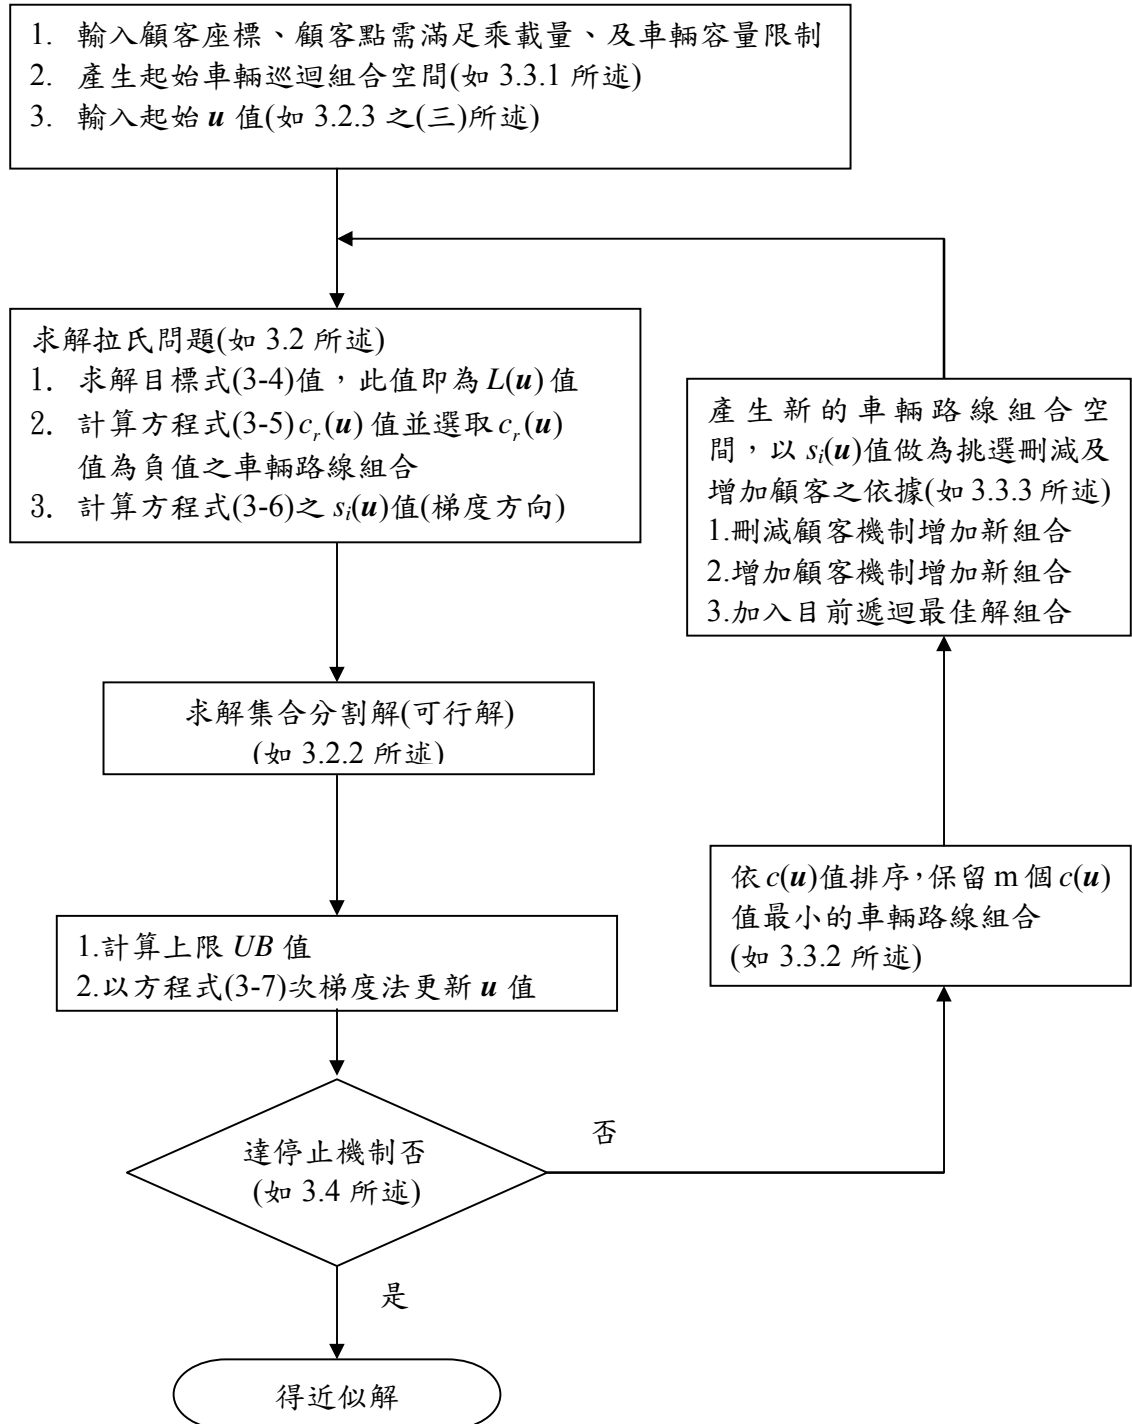 1. 輸入顧客座標、顧客點需滿足乘載量、及車輛容量限制
2. 產生起始車輛巡迴組合空間(如 3.3.1 所述)
3. 輸入起始 u 值(如 3.2.3 之(三)所述)
求解拉氏問題(如 3.2 所述)
1. 求解目標式(3-4)值，此值即為 L(u) 值
2. 計算方程式(3-5) c_r(u) 值並選取 c_r(u)
值為負值之車輛路線組合
3. 計算方程式(3-6)之 s_i(u)值(梯度方向)
求解集合分割解(可行解)
(如 3.2.2 所述)
1.計算上限 UB 值
2.以方程式(3-7)次梯度法更新 u 值
達停止機制否
(如 3.4 所述)
否
是
得近似解
依 c(u)值排序，保留 m 個 c(u)
值最小的車輛路線組合
(如 3.3.2 所述)
產生新的車輛路線組合空
間，以 s_i(u)值做為挑選刪減及
增加顧客之依據(如 3.3.3 所述)
1.刪減顧客機制增加新組合
2.增加顧客機制增加新組合
3.加入目前遞迴最佳解組合